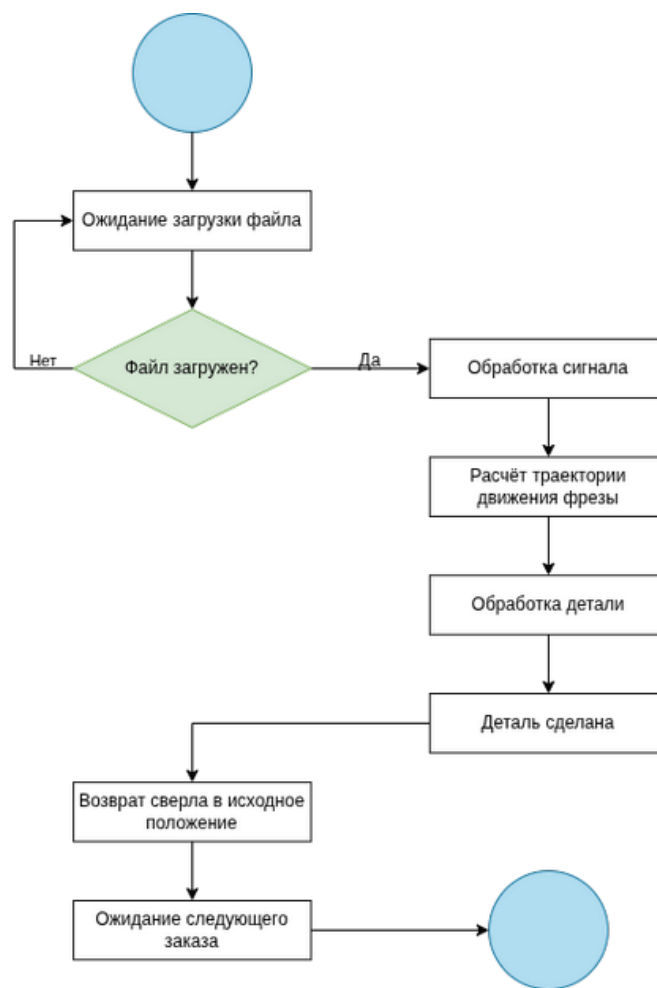 Ожидание загрузки файла
Файл загружен?
Нет
Да
Обработка сигнала
Расчёт траектории
движения фрезы
Обработка детали
Деталь сделана
Возврат сверла в исходное
положение
Ожидание следующего
заказа